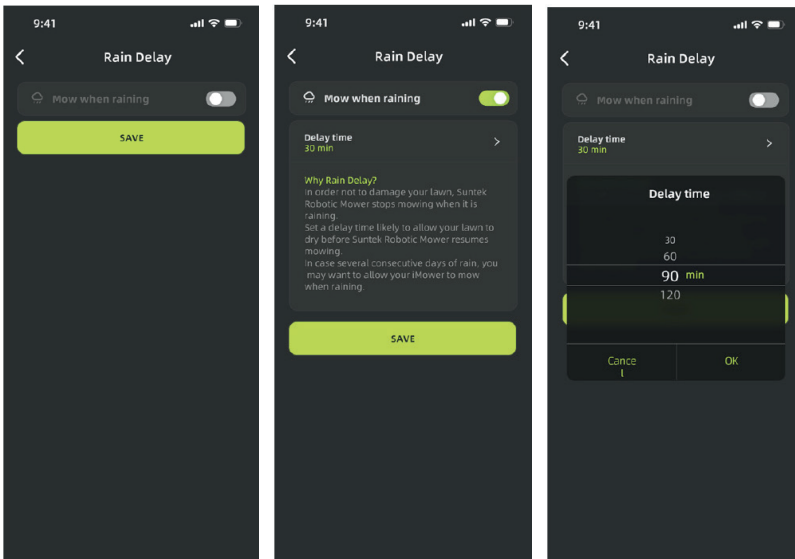 9:41
Rain Delay
Mow when raining
SAVE
9:41
Rain Delay
Mow when raining
Delay time
30 min
Why Rain Delay?
In order not to damage your lawn, Suntek
Robotic Mower stops mowing when it is
raining.
Set a delay time likely to allow your lawn to
dry before Suntek Robotic Mower resumes
mowing.
In case several consecutive days of rain, you
may want to allow your iMower to mow
when raining.
SAVE
9:41
Rain Delay
Mow when raining
Delay time
30 min
Delay time
30
60
90 min
120
Cance
l
OK